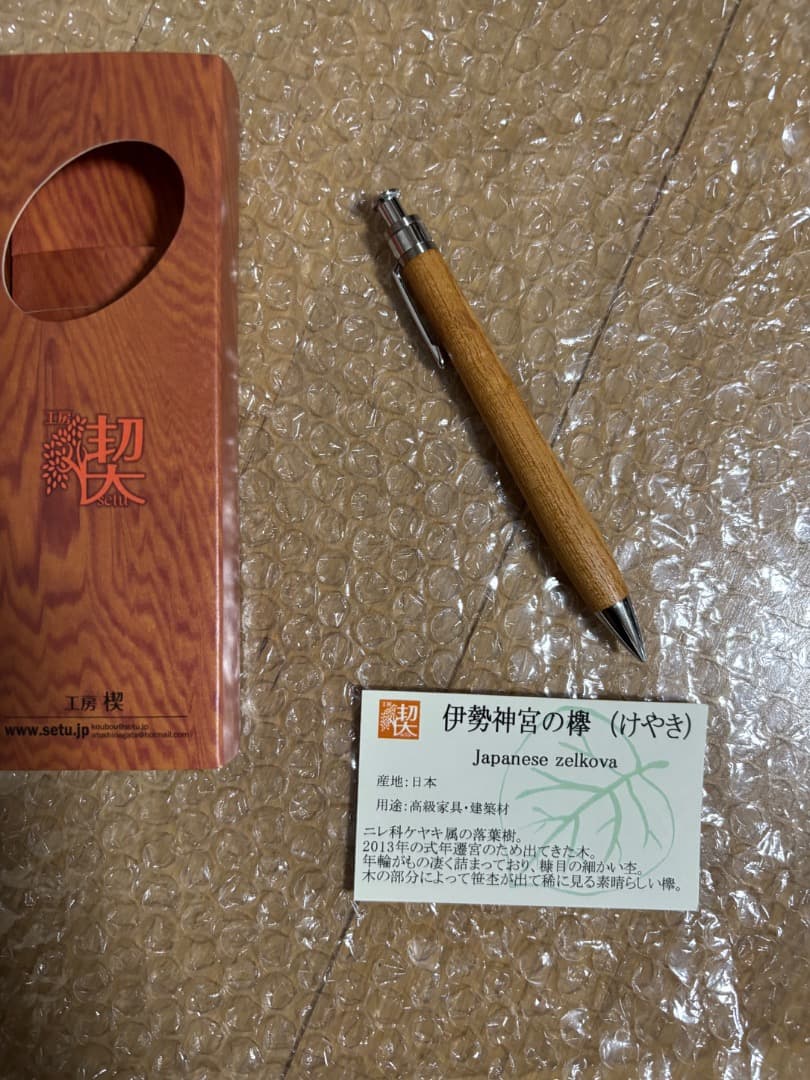 工房
楔
setu
工房 楔
www.setu.jp
koubou@setu.jp
伊勢神宮の欅 (けやき)
Japanese zelkova
産地:日本
用途:高級家具・建築材
ニレ科ケヤキ属の落葉樹。
2013年の式年遷宮のため出てきた木。
年輪がもの凄く詰まっており、糠目の細かい杢。
木の部分によって笹杢が出て稀に見る素晴らしい欅。